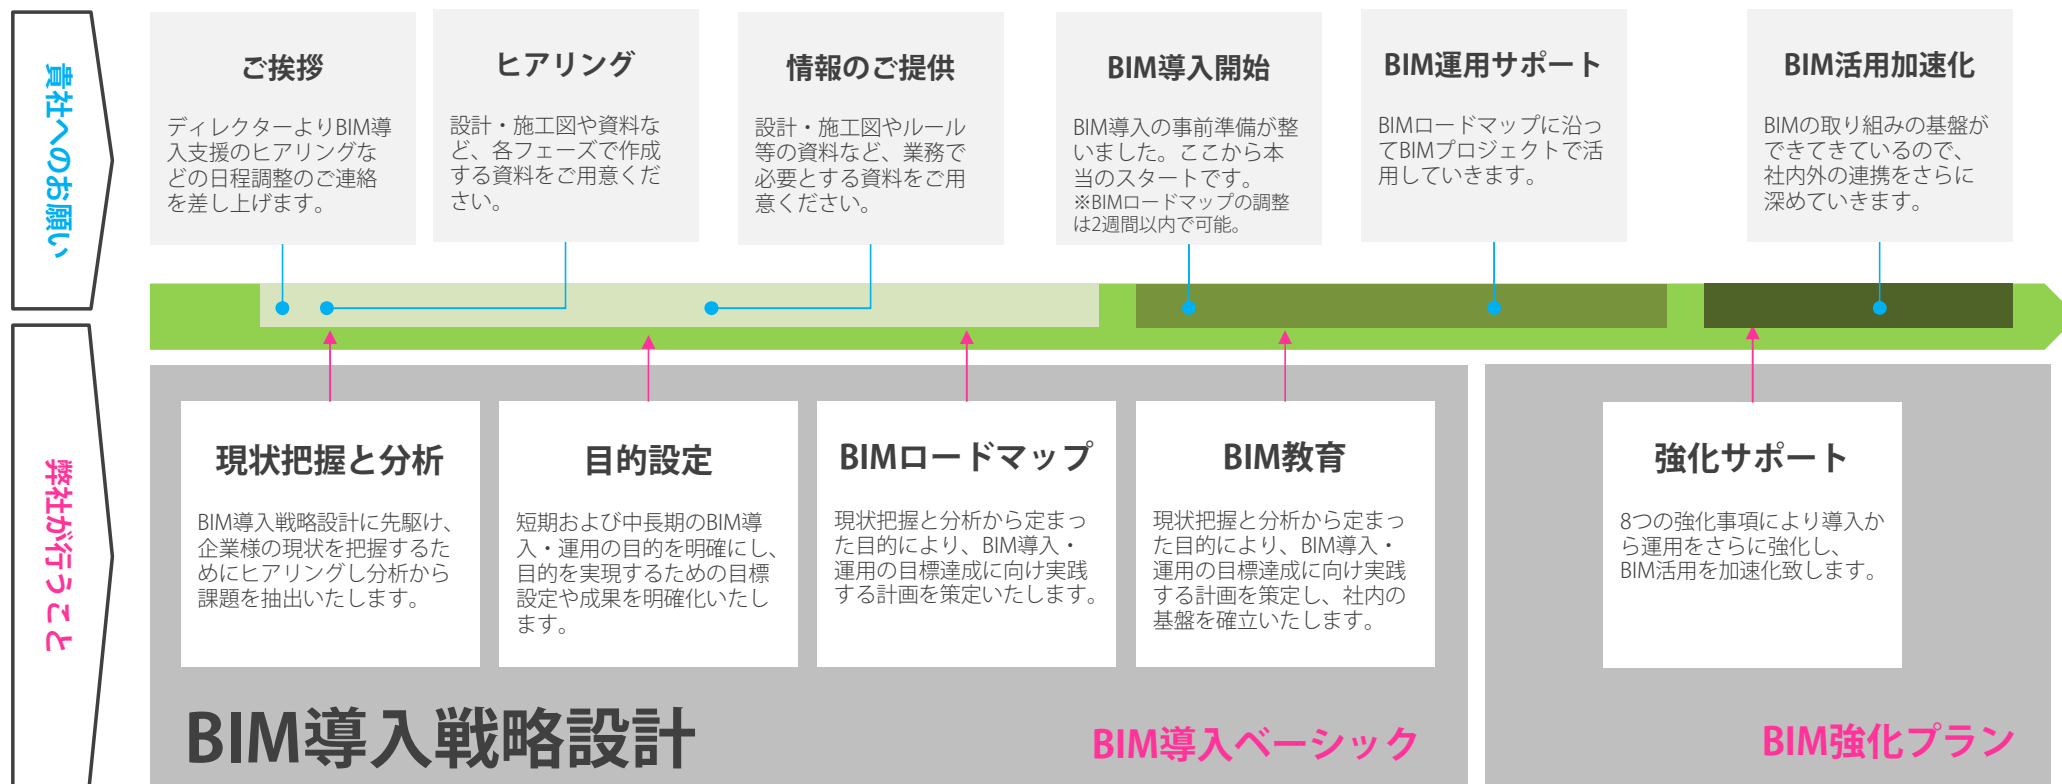 貴社へのお願い
ご挨拶
ディレクターよりBIM導
入支援のヒアリングな
どの日程調整のご連絡
を差し上げます。
ヒアリング
設計・施工図や資料な
ど、各フェーズで作成
する資料をご用意くだ
さい。
情報のご提供
設計・施工図やルール
等の資料など、業務で
必要とする資料をご用
意ください。
BIM導入開始
BIM導入の事前準備が整
いました。ここから本
当のスタートです。
※BIMロードマップの調整
は2週間以内で可能。
BIM運用サポート
BIMロードマップに沿っ
てBIMプロジェクトで活
用していきます。
BIM活用加速化
BIMの取り組みの基盤が
できてきているので、
社内外の連携をさらに
深めていきます。
弊社が行うこと
現状把握と分析
BIM導入戦略設計に先駆け、
企業様の現状を把握するた
めにヒアリングし分析から
課題を抽出いたします。
目的設定
短期および中長期のBIM導
入・運用の目的を明確にし、
目的を実現するための目標
設定や成果を明確化いたし
ます。
BIMロードマップ
現状把握と分析から定まっ
た目的により、BIM導入・
運用の目標達成に向け実践
する計画を策定いたします。
BIM教育
現状把握と分析から定まっ
た目的により、BIM導入・
運用の目標達成に向け実践
する計画を策定し、社内の
基盤を確立いたします。
強化サポート
8つの強化事項により導入か
ら運用をさらに強化し、
BIM活用を加速化致します。
BIM導入戦略設計
BIM導入ベーシック
BIM強化プラン